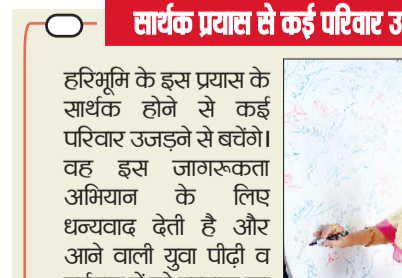 सार्थक प्रयास से कई परिवार
हरिभूमि के इस प्रयास के
सार्थक होने से कई
परिवार उजड़ने से बचेंगे।
वह इस जागरूकता
अभियान के लिए
धन्यवाद देती है और
आने वाली युवा पीढ़ी व